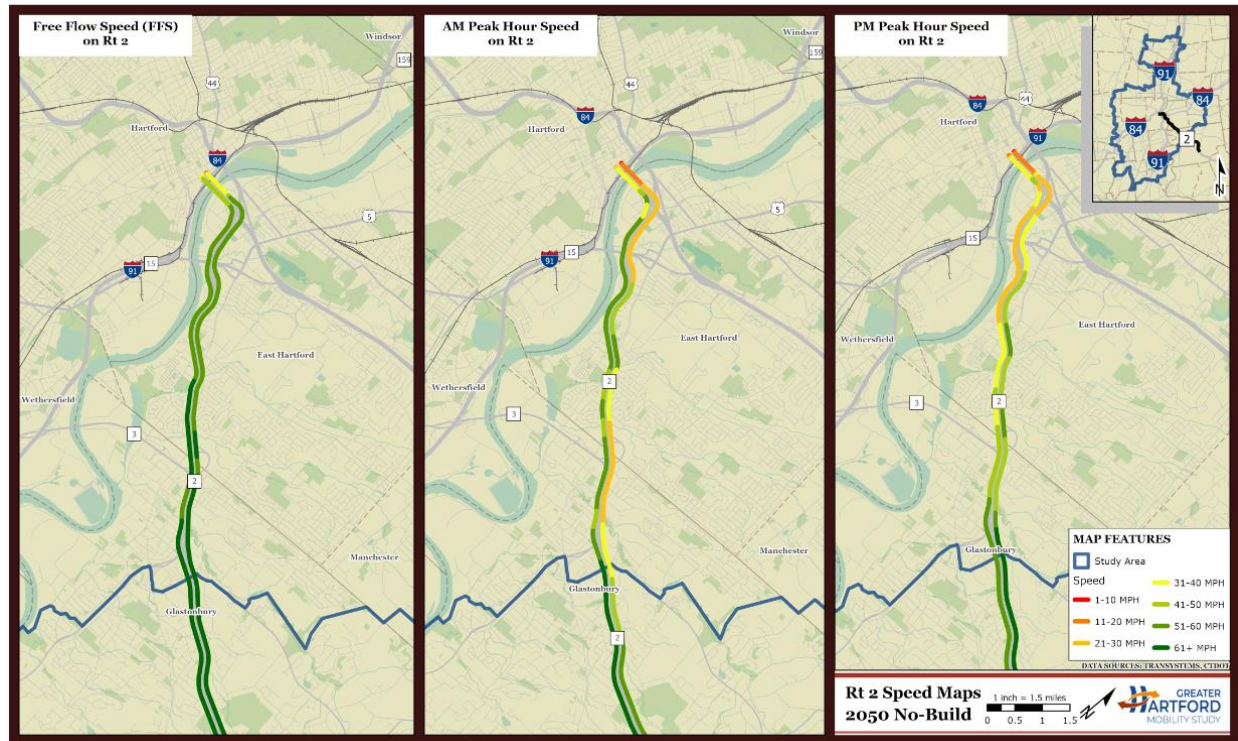 Free Flow Speed (FFS)
on Rt 2
Windsor
159
44
Hartford
84
5
15
91
East Hartford
Wethersfield
3
2
Manchester
Glastonbury
AM Peak Hour Speed
on Rt 2
Windsor
159
44
84
Hartford
5
15
91
East Hartford
2
Wethersfield
3
Manchester
Glastonbury
2
PM Peak Hour Speed
on Rt 2
44
84
Hartford
91
15
East Hartford
Wethersfield
3
2
Glastonbury
91
84
84
2
91
N
MAP FEATURES
Study Area
Speed
1-10 MPH
11-20 MPH
21-30 MPH
31-40 MPH
41-50 MPH
51-60 MPH
61+ MPH
DATA SOURCES: TRANSYSTEMS, CTDOT
Rt 2 Speed Maps
2050 No-Build
1 inch = 1.5 miles
0 0.5 1 1.5
N
GREATER
HARTFORD
MOBILITY STUDY